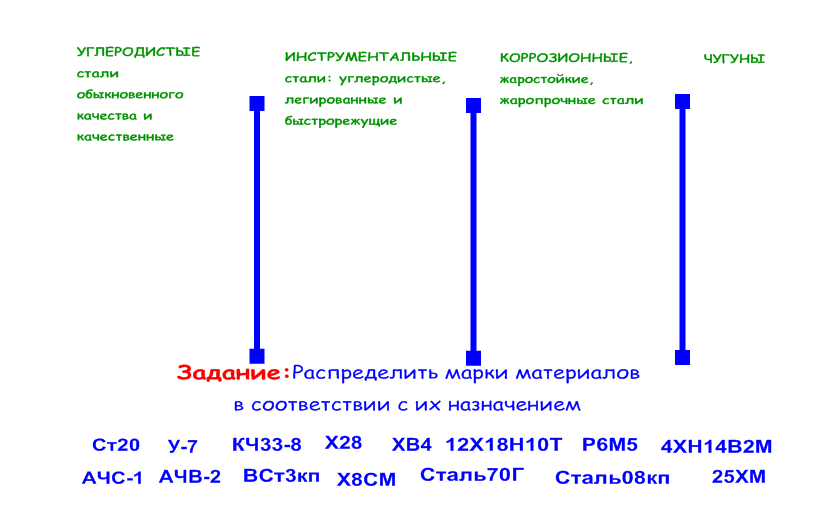 УГЛЕРОДИСТЫЕ
стали
обыкновенного
качества и
качественные
ИНСТРУМЕНТАЛЬНЫЕ
стали: углеродистые,
легированные и
быстрорежущие
КОРРОЗИОННЫЕ,
жаростойкие,
жаропрочные стали
ЧУГУНЫ
Задание:Распределить марки материалов
в соответствии с их назначением
Ст20 У-7 КЧ33-8 Х28 ХВ4 12Х18Н10Т Р6М5 4ХН14В2М
АЧС-1 АЧВ-2 ВСт3кп Х8СМ Сталь70Г Сталь08кп 25ХМ